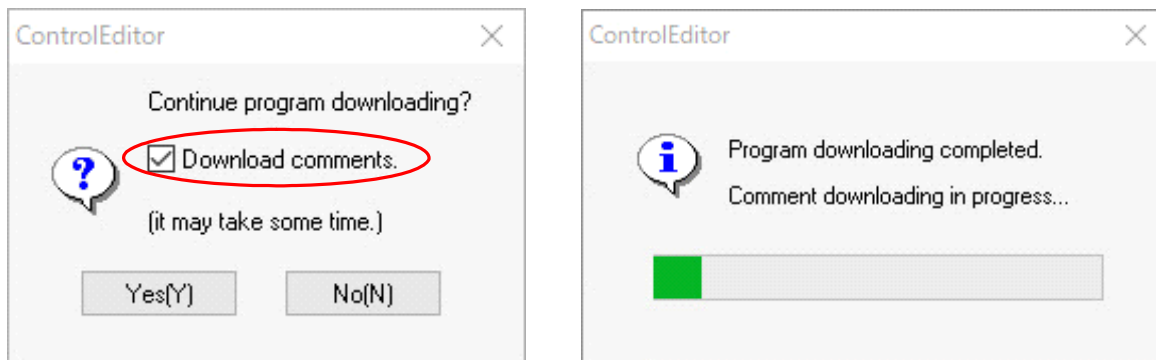 ControlEditor
Continue program downloading?
Download comments.
(it may take some time.)
Yes(Y)
No(N)
ControlEditor
Program downloading completed.
Comment downloading in progress...